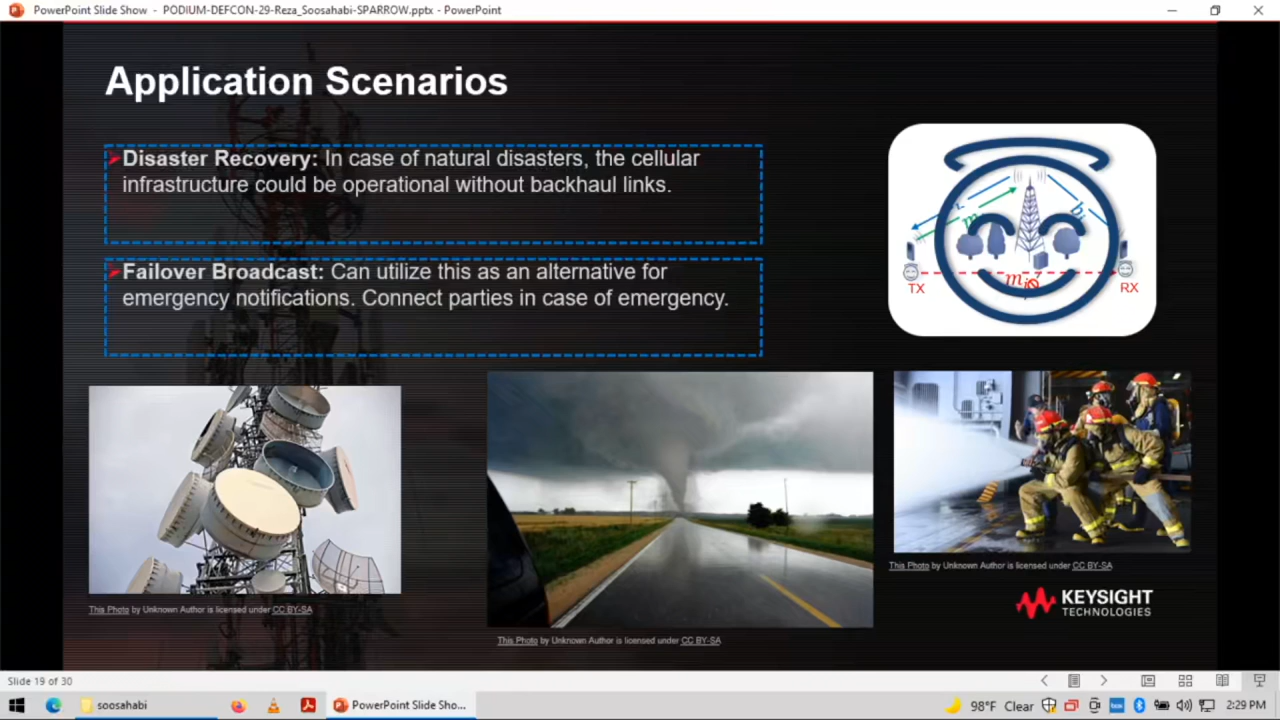 PowerPoint Slide Show - PODIUM-DEFCON-29-Reza_Soosahabi-SPARROW.pptx - PowerPoint
Application Scenarios
Disaster Recovery: In case of natural disasters, the cellular
infrastructure could be operational without backhaul links.
Failover Broadcast: Can utilize this as an alternative for
emergency notifications. Connect parties in case of emergency.
TX
RX
This Photo by Unknown Author is licensed under CC BY-SA
This Photo by Unknown Author is licensed under CC BY-SA
This Photo by Unknown Author is licensed under CC BY-SA
KEYSIGHT
TECHNOLOGIES
Slide 19 of 30
soosahabi
PowerPoint Slide Sho...
98°F Clear
2:29 PM